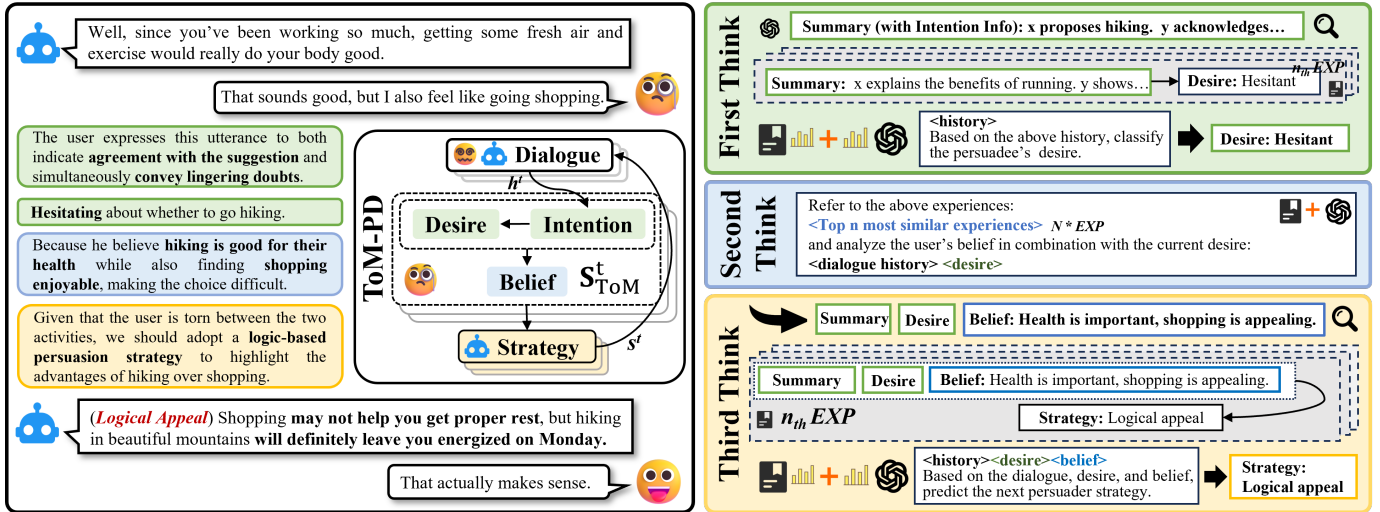 Well, since you've been working so much, getting some fresh air and
exercise would really do your body good.
That sounds good, but I also feel like going shopping.
The user expresses this utterance to both
indicate agreement with the suggestion and
simultaneously convey lingering doubts.
Hesitating about whether to go hiking.
Because he believe hiking is good for their
health while also finding shopping
enjoyable, making the choice difficult.
Given that the user is torn between the two
activities, we should adopt a logic-based
persuasion strategy to highlight the
advantages of hiking over shopping.
ToM-PD
Dialogue
h^t
Desire
Intention
Belief
S^t_ToM
Strategy
s^t
(Logical Appeal) Shopping may not help you get proper rest, but hiking
in beautiful mountains will definitely leave you energized on Monday.
That actually makes sense.
First Think
Summary (with Intention Info): x proposes hiking. y acknowledges…
n_th EXP
Summary: x explains the benefits of running. y shows…
Desire: Hesitant
<history>
Based on the above history, classify
the persuadee's desire.
Desire: Hesitant
Second
Think
Refer to the above experiences:
<Top n most similar experiences> N * EXP
and analyze the user's belief in combination with the current desire:
<dialogue history> <desire>
Third Think
Summary
Desire
Belief: Health is important, shopping is appealing.
Summary
Desire
Belief: Health is important, shopping is appealing.
n_th EXP
Strategy: Logical appeal
<history><desire><belief>
Based on the dialogue, desire, and belief,
predict the next persuader strategy.
Strategy:
Logical appeal